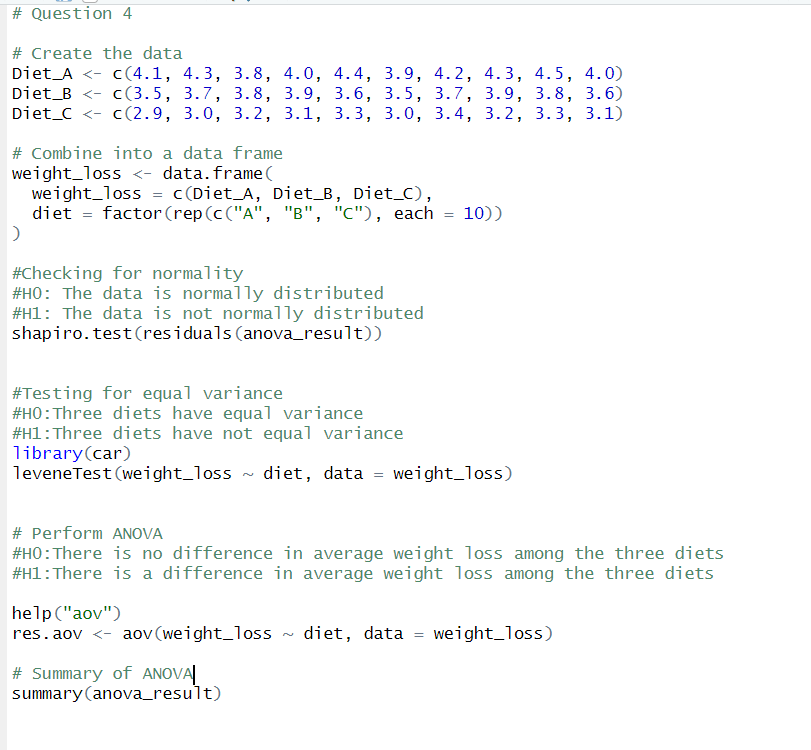 # Question 4
# Create the data
Diet_A <- c(4.1, 4.3, 3.8, 4.0, 4.4, 3.9, 4.2, 4.3, 4.5, 4.0)
Diet_B <- c(3.5, 3.7, 3.8, 3.9, 3.6, 3.5, 3.7, 3.9, 3.8, 3.6)
Diet_C <- c(2.9, 3.0, 3.2, 3.1, 3.3, 3.0, 3.4, 3.2, 3.3, 3.1)
# Combine into a data frame
weight_loss <- data.frame(
  weight_loss = c(Diet_A, Diet_B, Diet_C),
  diet = factor(rep(c("A", "B", "C"), each = 10))
)
#Checking for normality
#H0: The data is normally distributed
#H1: The data is not normally distributed
shapiro.test(residuals(anova_result))
#Testing for equal variance
#H0:Three diets have equal variance
#H1:Three diets have not equal variance
library(car)
leveneTest(weight_loss ~ diet, data = weight_loss)
# Perform ANOVA
#H0:There is no difference in average weight loss among the three diets
#H1:There is a difference in average weight loss among the three diets
help("aov")
res.aov <- aov(weight_loss ~ diet, data = weight_loss)
# Summary of ANOVA
summary(anova_result)